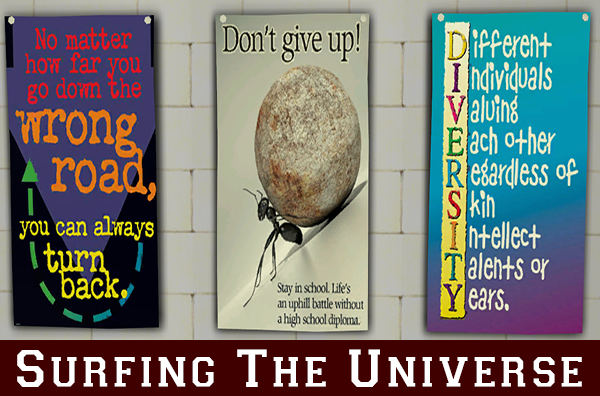 No matter
how far you
go down the
wrong
road,
you can always
turn
back.
Don't give up!
Stay in school. Life's
an uphill battle without
a high school diploma.
Different
Individuals
Valuing
Each other
Regardless of
Skin
Intellect
Talents or
Years.
SURFING THE UNIVERSE